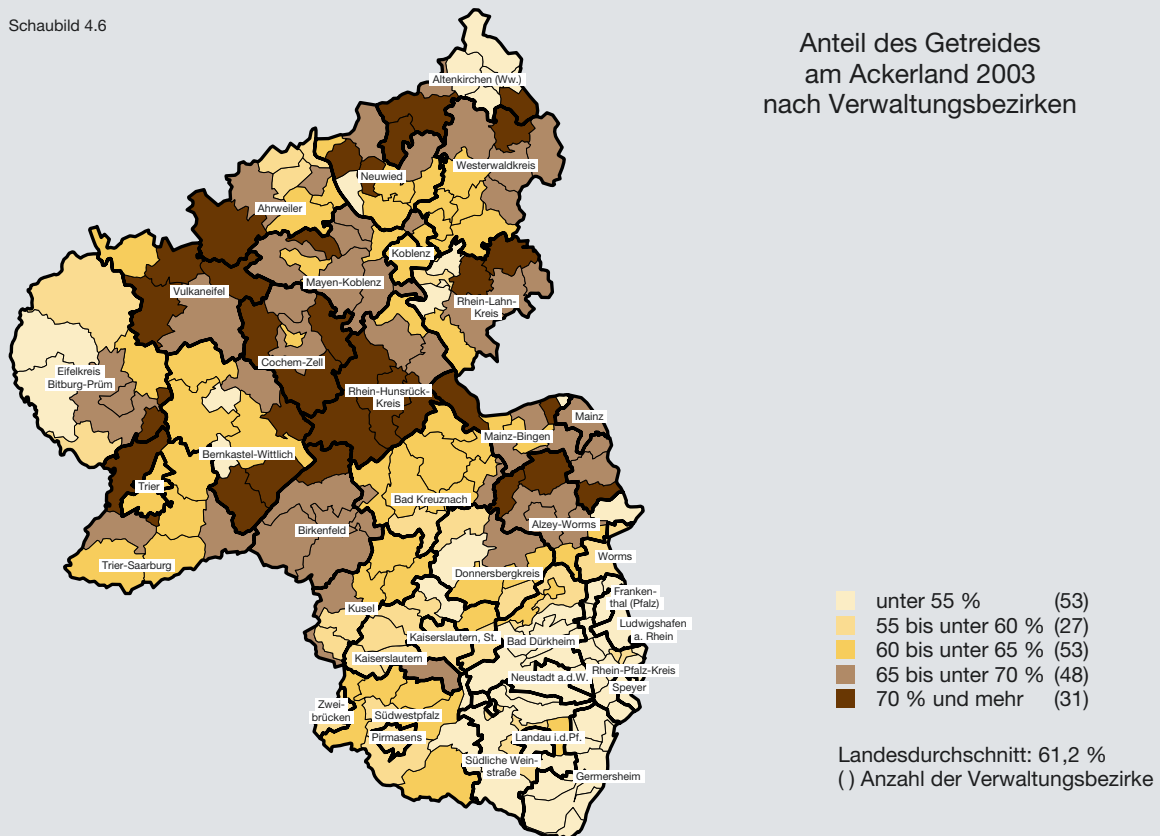 Schaubild 4.6
Anteil des Getreides
am Ackerland 2003
nach Verwaltungsbezirken
Altenkirchen (Ww.)
Westerwaldkreis
Neuwied
Ahrweiler
Koblenz
Mayen-Koblenz
Vulkaneifel
Rhein-Lahn-
Kreis
Cochem-Zell
Eifelkreis
Bitburg-Prüm
Rhein-Hunsrück-
Kreis
Mainz
Mainz-Bingen
Bernkastel-Wittlich
Trier
Bad Kreuznach
Birkenfeld
Alzey-Worms
Trier-Saarburg
Worms
Donnersbergkreis
Franken-
thal (Pfalz)
Kusel
Ludwigshafen
a. Rhein
Kaiserslautern, St.
Bad Dürkheim
Kaiserslautern
Rhein-Pfalz-Kreis
Neustadt a.d.W.
Speyer
Zwei-
brücken
Südwestpfalz
Pirmasens
Landau i.d.Pf.
Südliche Wein-
straße
Germersheim
unter 55 % (53)
55 bis unter 60 % (27)
60 bis unter 65 % (53)
65 bis unter 70 % (48)
70 % und mehr (31)
Landesdurchschnitt: 61,2 %
( ) Anzahl der Verwaltungsbezirke